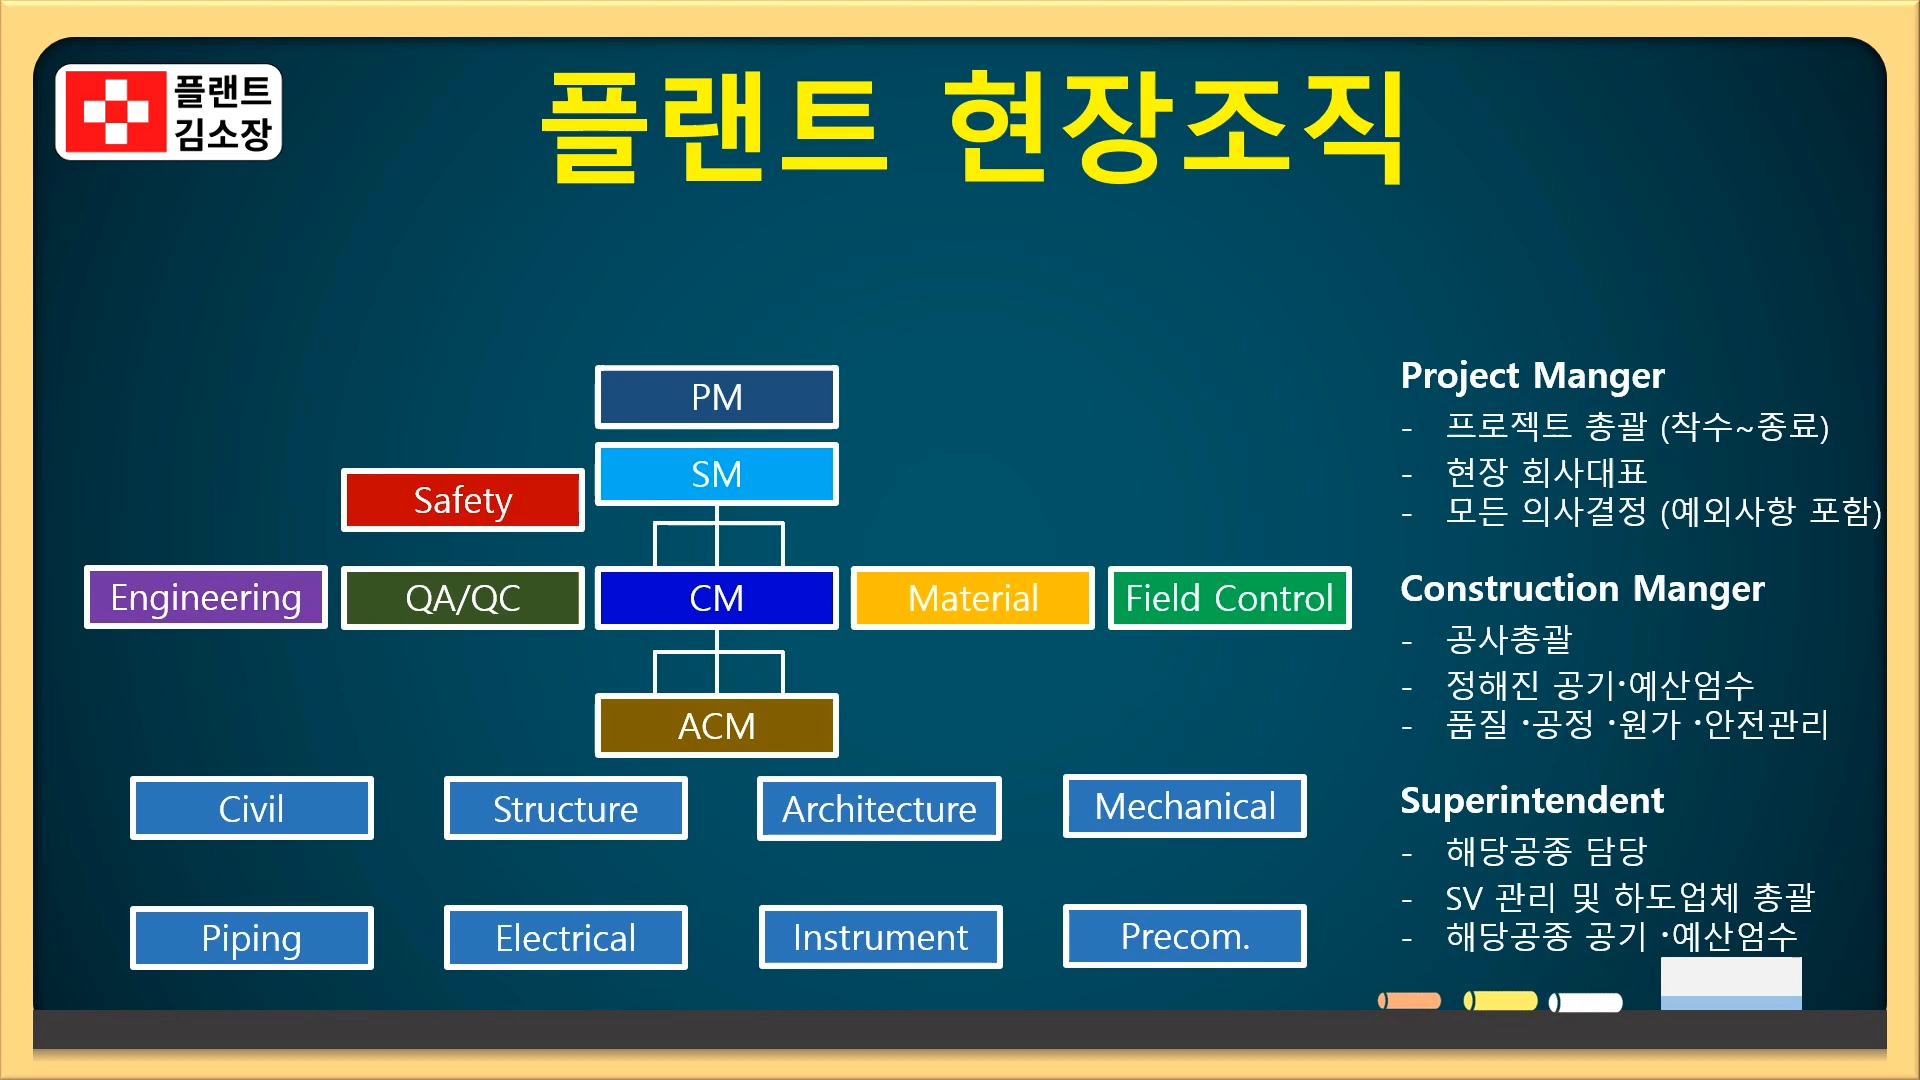 플랜트
김소장
플랜트 현장조직
PM
SM
Safety
Engineering
QA/QC
CM
Material
Field Control
ACM
Civil
Structure
Architecture
Mechanical
Piping
Electrical
Instrument
Precom.
Project Manger
- 프로젝트 총괄 (착수~종료)
- 현장 회사대표
- 모든 의사결정 (예외사항 포함)
Construction Manger
- 공사총괄
- 정해진 공기·예산엄수
- 품질 ·공정 ·원가 ·안전관리
Superintendent
- 해당공종 담당
- SV 관리 및 하도업체 총괄
- 해당공종 공기 ·예산엄수